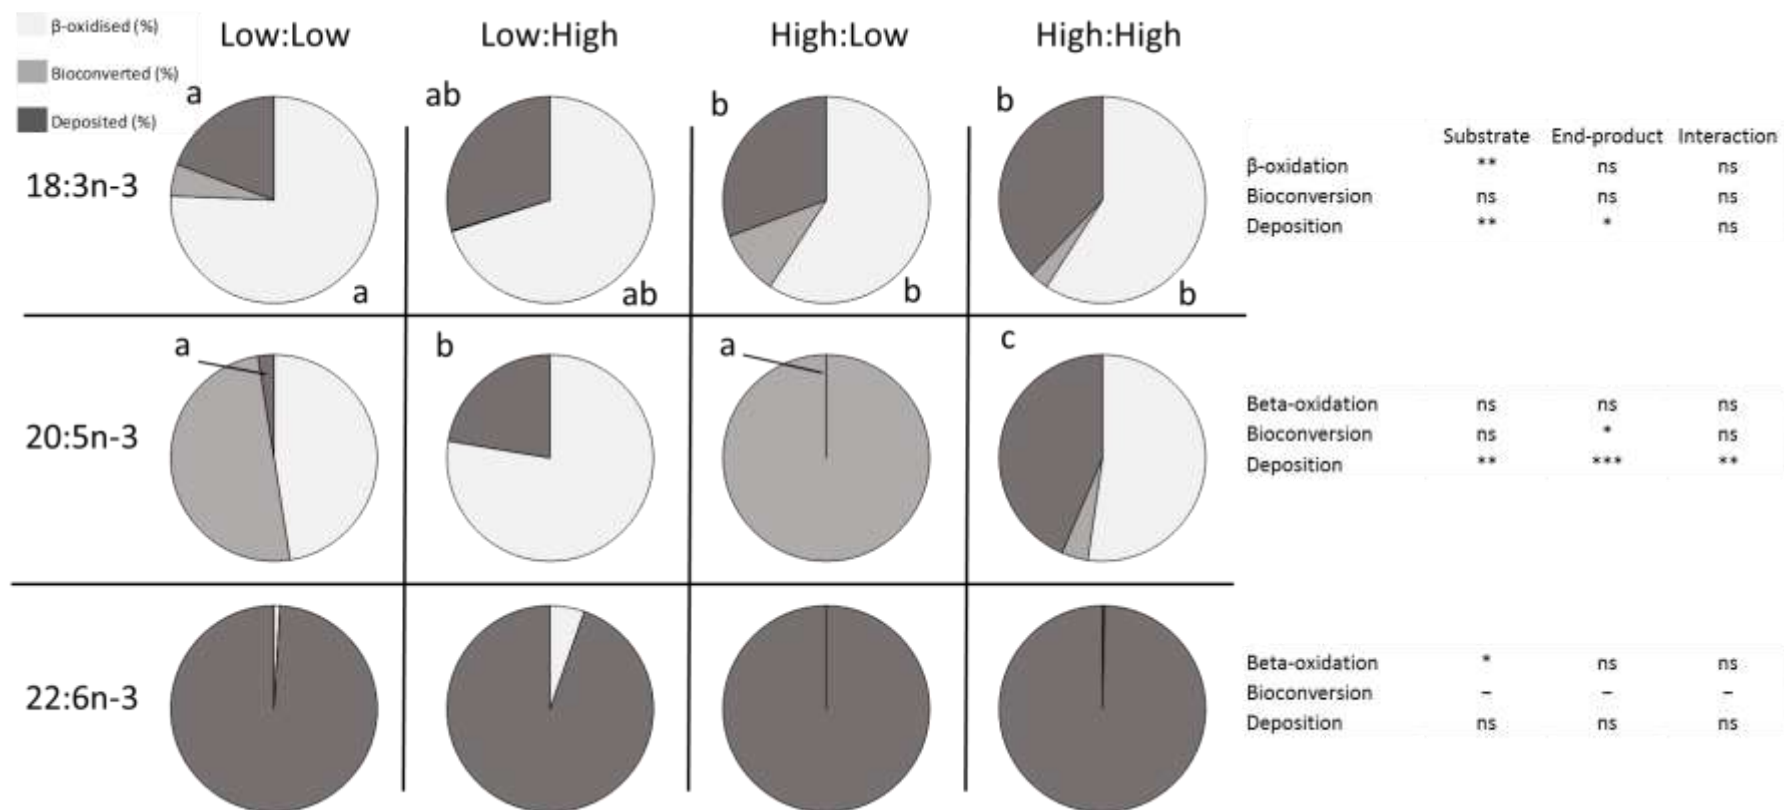 β-oxidised (%)
Bioconverted (%)
Deposited (%)
Low:Low Low:High High:Low High:High
a ab b b
18:3n-3
a ab b b
Substrate End-product Interaction
β-oxidation ** ns ns
Bioconversion ns ns ns
Deposition ** * ns
a b a c
20:5n-3
Beta-oxidation ns ns ns
Bioconversion ns * ns
Deposition ** *** **
22:6n-3
Beta-oxidation * ns ns
Bioconversion – – –
Deposition ns ns ns